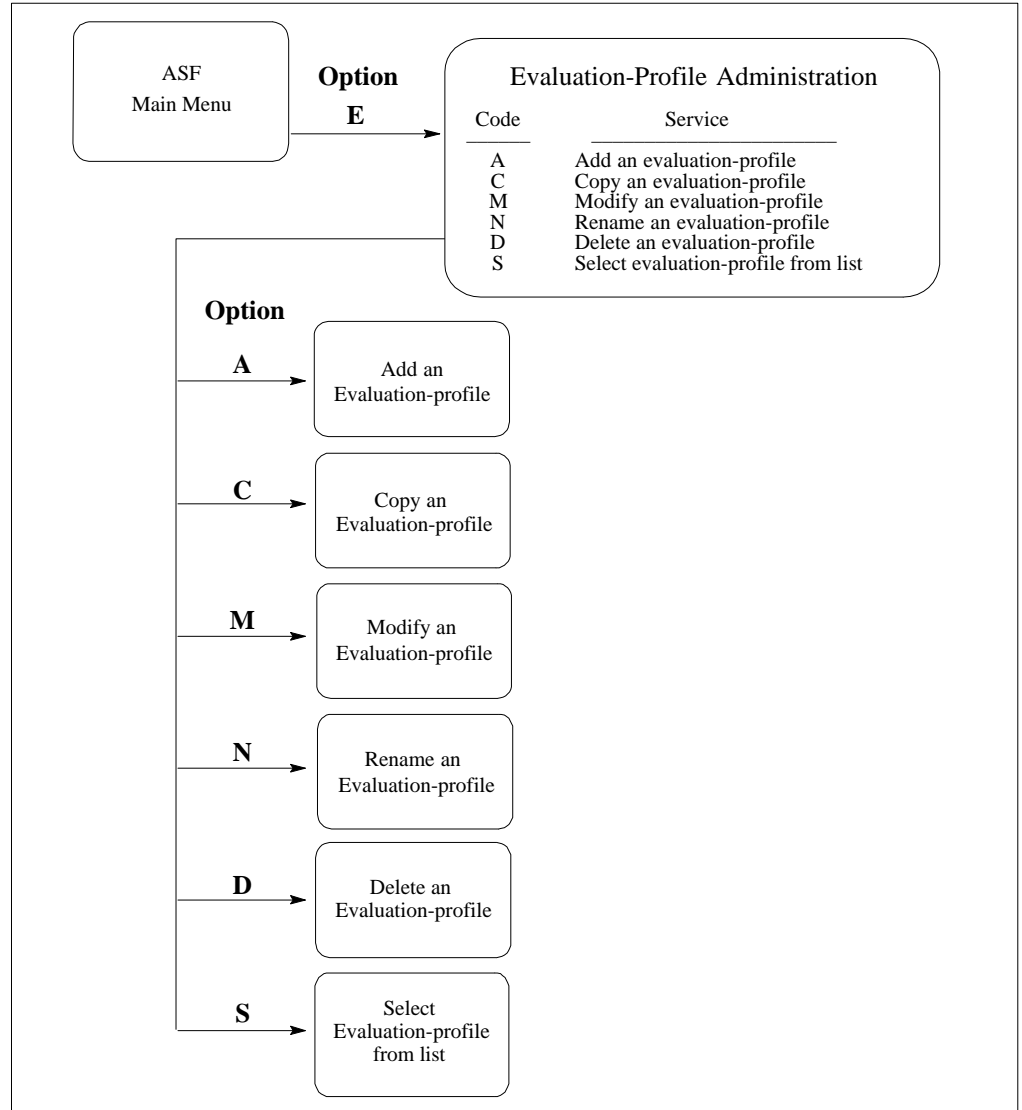 ASF
Main Menu
Option
E
Evaluation-Profile Administration
Code Service
A Add an evaluation-profile
C Copy an evaluation-profile
M Modify an evaluation-profile
N Rename an evaluation-profile
D Delete an evaluation-profile
S Select evaluation-profile from list
Option
A
Add an
Evaluation-profile
C
Copy an
Evaluation-profile
M
Modify an
Evaluation-profile
N
Rename an
Evaluation-profile
D
Delete an
Evaluation-profile
S
Select
Evaluation-profile
from list